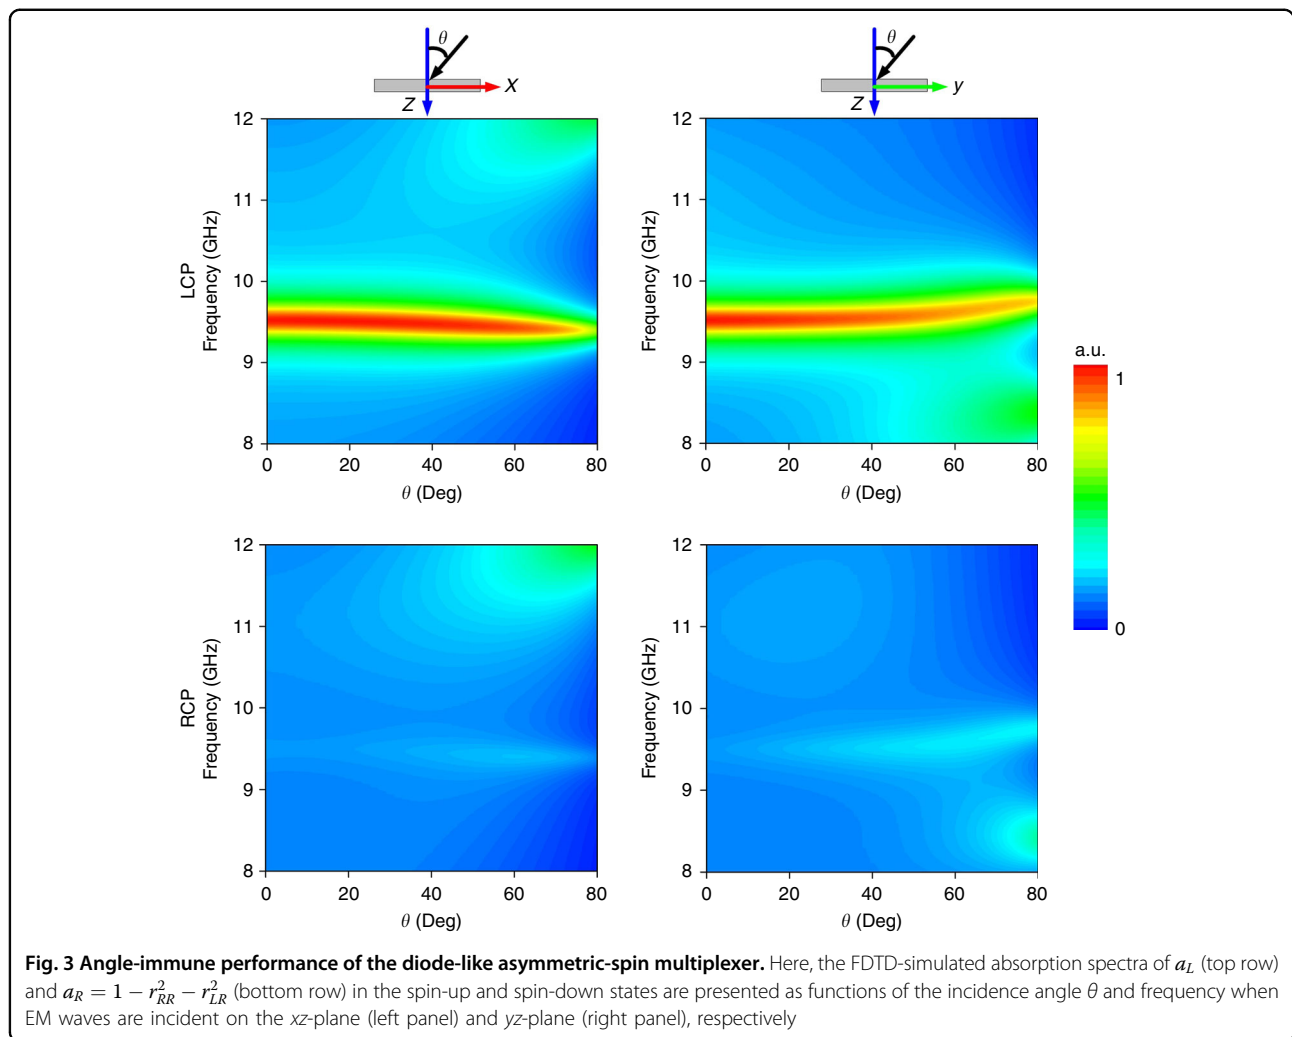 θ
θ
X
y
Z
Z
12
11
10
9
8
LCP
Frequency (GHz)
0 20 40 60 80
θ (Deg)
12
11
10
9
8
Frequency (GHz)
0 20 40 60 80
θ (Deg)
a.u.
1
0
12
11
10
9
8
RCP
Frequency (GHz)
0 20 40 60 80
θ (Deg)
12
11
10
9
8
Frequency (GHz)
0 20 40 60 80
θ (Deg)
Fig. 3 Angle-immune performance of the diode-like asymmetric-spin multiplexer. Here, the FDTD-simulated absorption spectra of a_L (top row)
and a_R = 1 − r²_RR − r²_LR (bottom row) in the spin-up and spin-down states are presented as functions of the incidence angle θ and frequency when
EM waves are incident on the xz-plane (left panel) and yz-plane (right panel), respectively